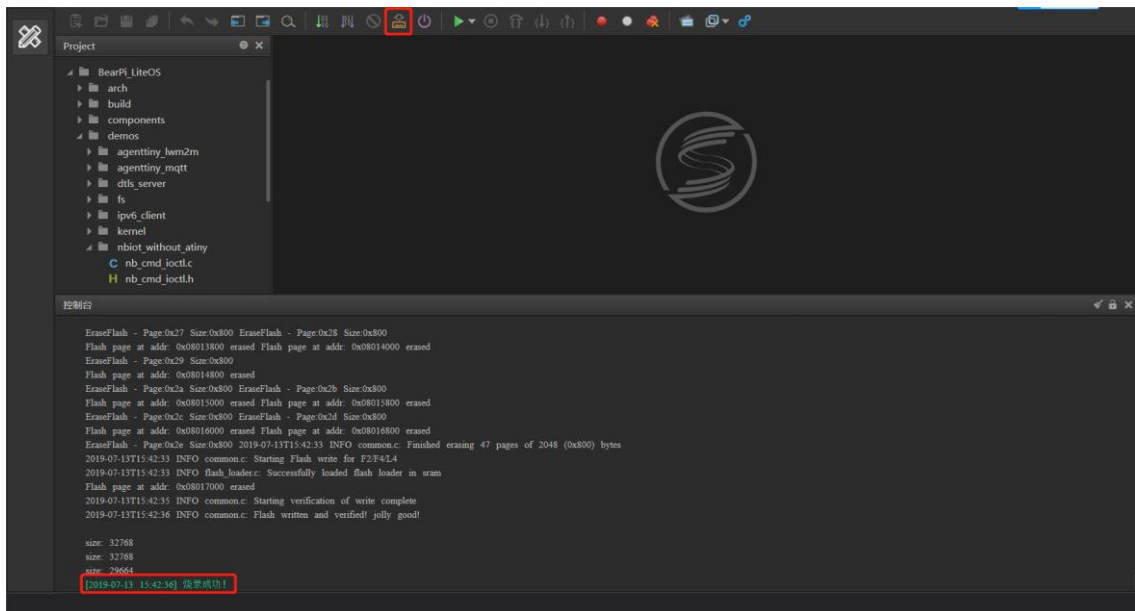 Project
BearPi_LiteOS
arch
build
components
demos
agenttiny_lwm2m
agenttiny_mqtt
dtls_server
fs
ipv6_client
kernel
nbiot_without_atiny
C nb_cmd_ioctl.c
H nb_cmd_ioctl.h
控制台
EraseFlash - Page:0x27 Size:0x800 EraseFlash - Page:0x28 Size:0x800
Flash page at addr: 0x08013800 erased Flash page at addr: 0x08014000 erased
EraseFlash - Page:0x29 Size:0x800
Flash page at addr: 0x08014800 erased
EraseFlash - Page:0x2a Size:0x800 EraseFlash - Page:0x2b Size:0x800
Flash page at addr: 0x08015000 erased Flash page at addr: 0x08015800 erased
EraseFlash - Page:0x2c Size:0x800 EraseFlash - Page:0x2d Size:0x800
Flash page at addr: 0x08016000 erased Flash page at addr: 0x08016800 erased
EraseFlash - Page:0x2e Size:0x800 2019-07-13T15:42:33 INFO common.c: Finished erasing 47 pages of 2048 (0x800) bytes
2019-07-13T15:42:33 INFO common.c: Starting Flash write for F2/F4/L4
2019-07-13T15:42:33 INFO flash_loader.c: Successfully loaded flash loader in sram
Flash page at addr: 0x08017000 erased
2019-07-13T15:42:35 INFO common.c: Starting verification of write complete
2019-07-13T15:42:36 INFO common.c: Flash written and verified! jolly good!
size: 32768
size: 32768
size: 29664
[2019-07-13 15:42:36] 烧录成功!